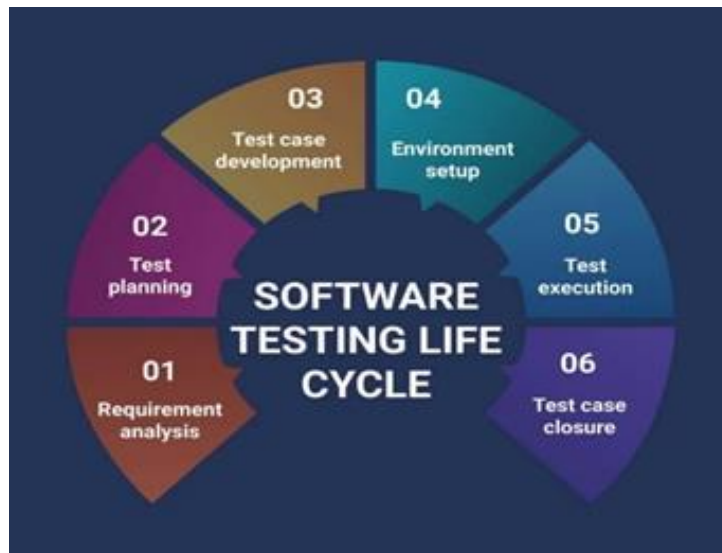 SOFTWARE
TESTING LIFE
CYCLE
01
Requirement
analysis
02
Test
planning
03
Test case
development
04
Environment
setup
05
Test
execution
06
Test case
closure